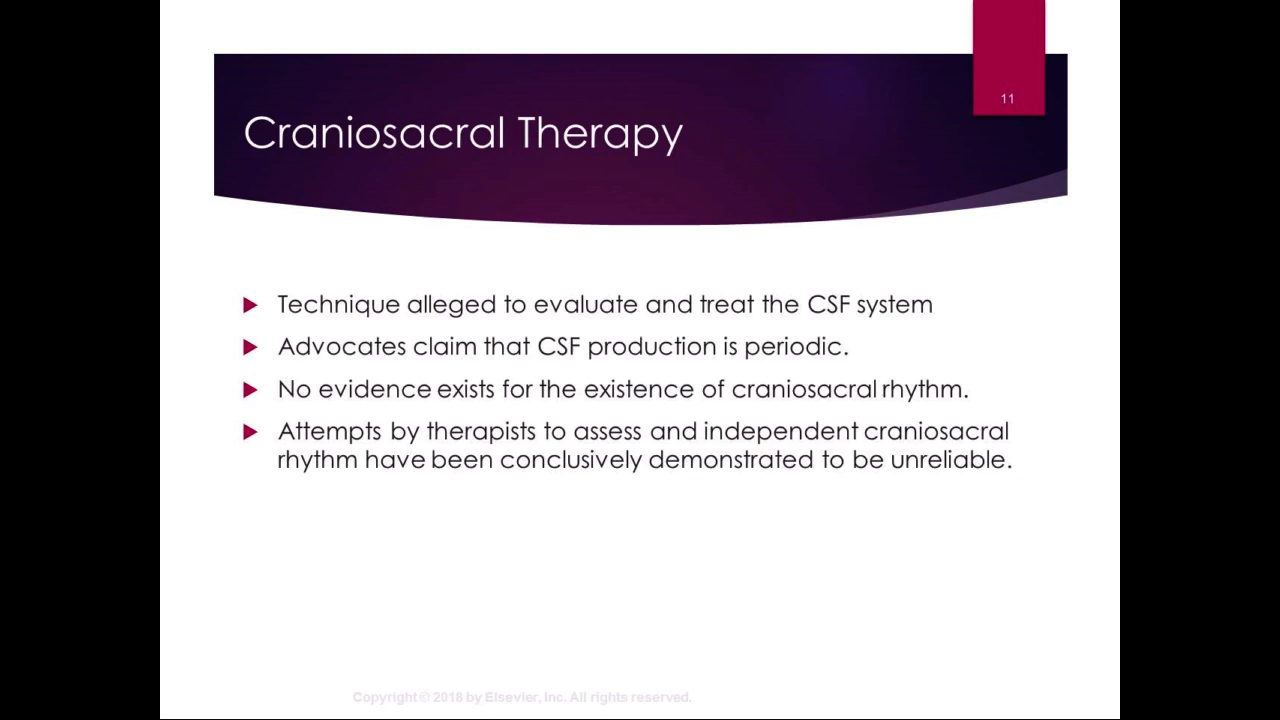 11
Craniosacral Therapy
Technique alleged to evaluate and treat the CSF system
Advocates claim that CSF production is periodic.
No evidence exists for the existence of craniosacral rhythm.
Attempts by therapists to assess and independent craniosacral
rhythm have been conclusively demonstrated to be unreliable.
Copyright © 2018 by Elsevier, Inc. All rights reserved.